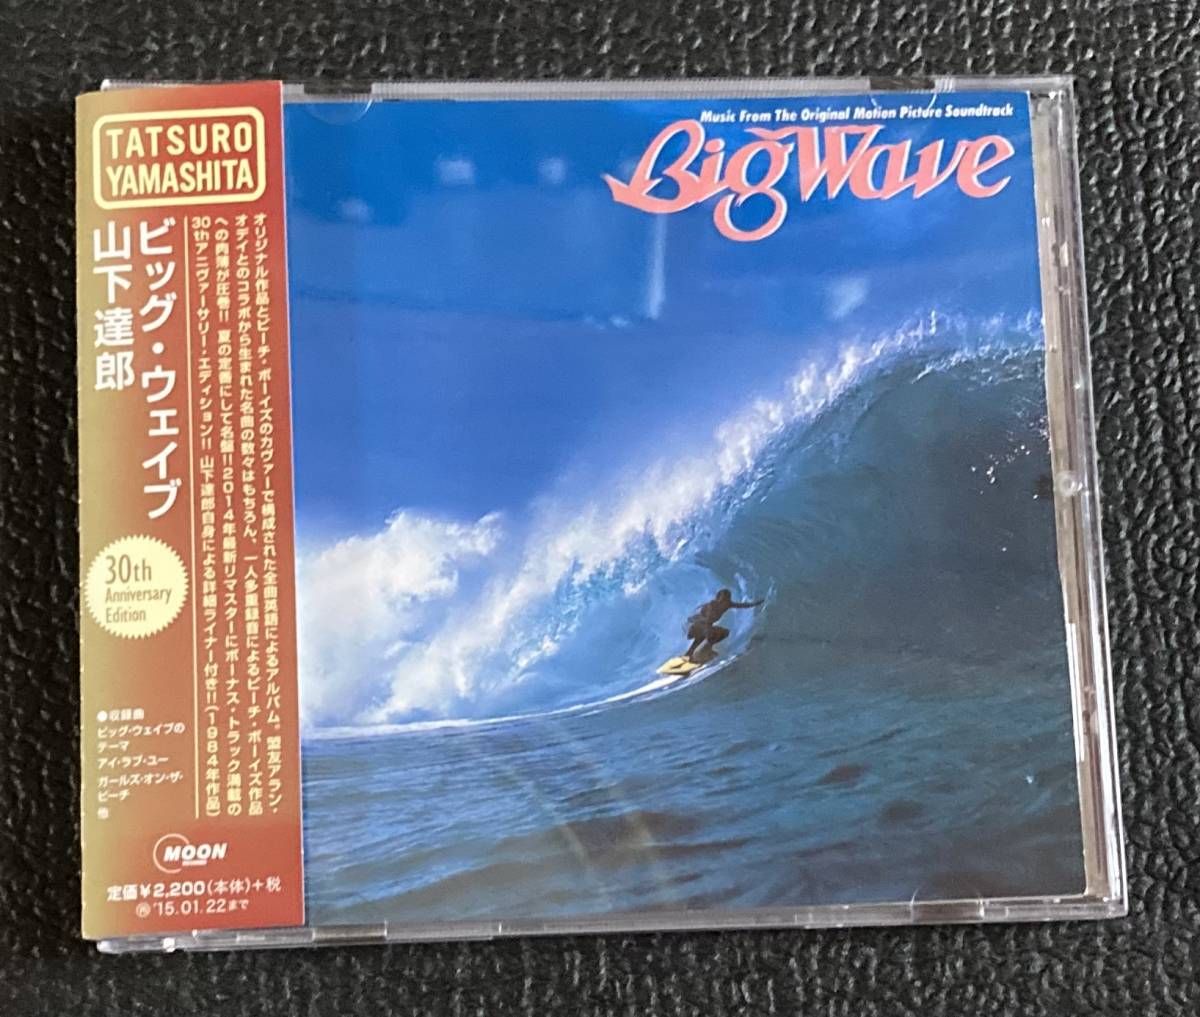 TATSURO
YAMASHITA
ビッグ・ウェイブ
山下達郎
30th
Anniversary
Edition
オリジナル作品とビーチ・ボーイズのカヴァーで構成された全曲英語によるアルバム。盟友アラン・
オデイとのコラボから生まれた名曲の数々はもちろん、一人多重録音によるビーチ・ボーイズ作品
への肉薄が圧巻!! 夏の定番にして名盤!!2014年最新リマスターにボーナス・トラック満載の
30thアニヴァーサリー・エディション!! 山下達郎自身による詳細ライナー付き!!(1984年作品)
●収録曲
ビッグ・ウェイブの
テーマ
アイ・ラブ・ユー
ガールズ・オン・ザ・
ビーチ
他
MOON
定価¥2,200(本体)+税
'15.01.22まで
Music From The Original Motion Picture Soundtrack
Big Wave